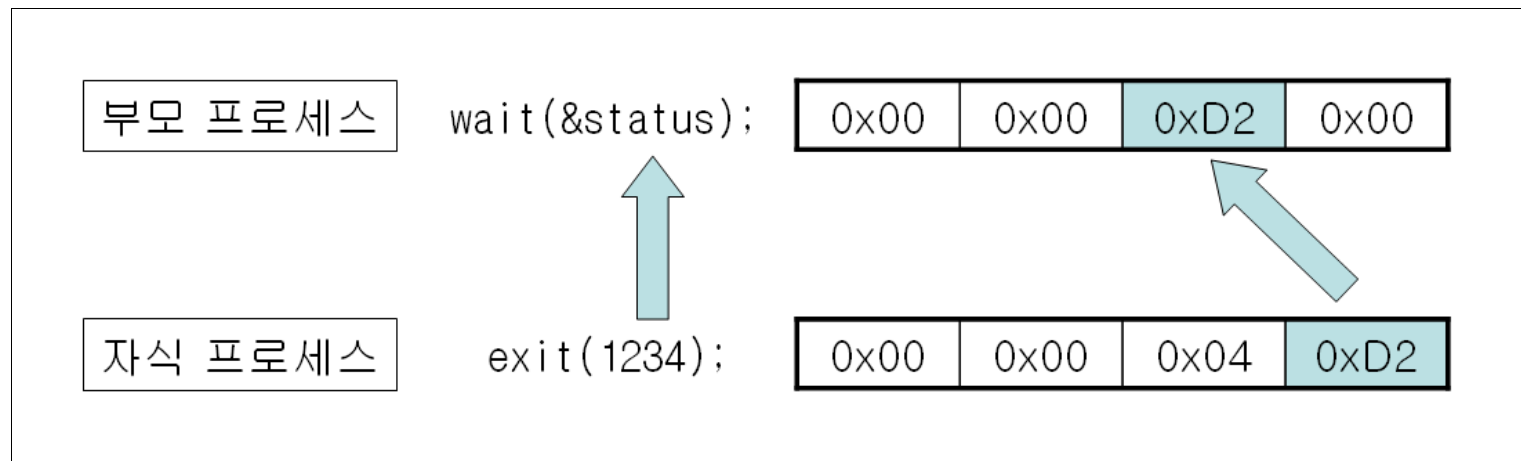 부모 프로세스 wait(&status); 0x00 0x00 0xD2 0x00
자식 프로세스 exit(1234); 0x00 0x00 0x04 0xD2